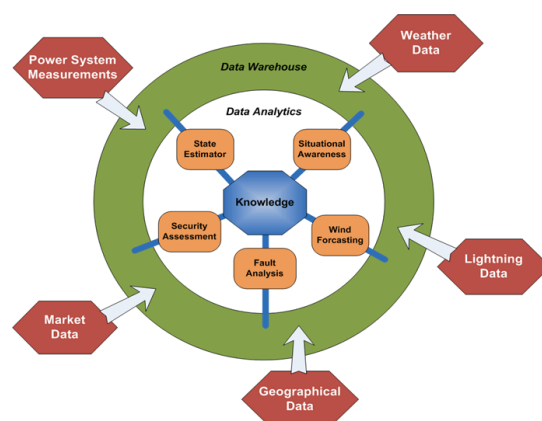 Weather
Data
Power System
Measurements
Data Warehouse
Data Analytics
State
Estimator
Situational
Awareness
Knowledge
Security
Assessment
Wind
Forcasting
Fault
Analysis
Lightning
Data
Market
Data
Geographical
Data